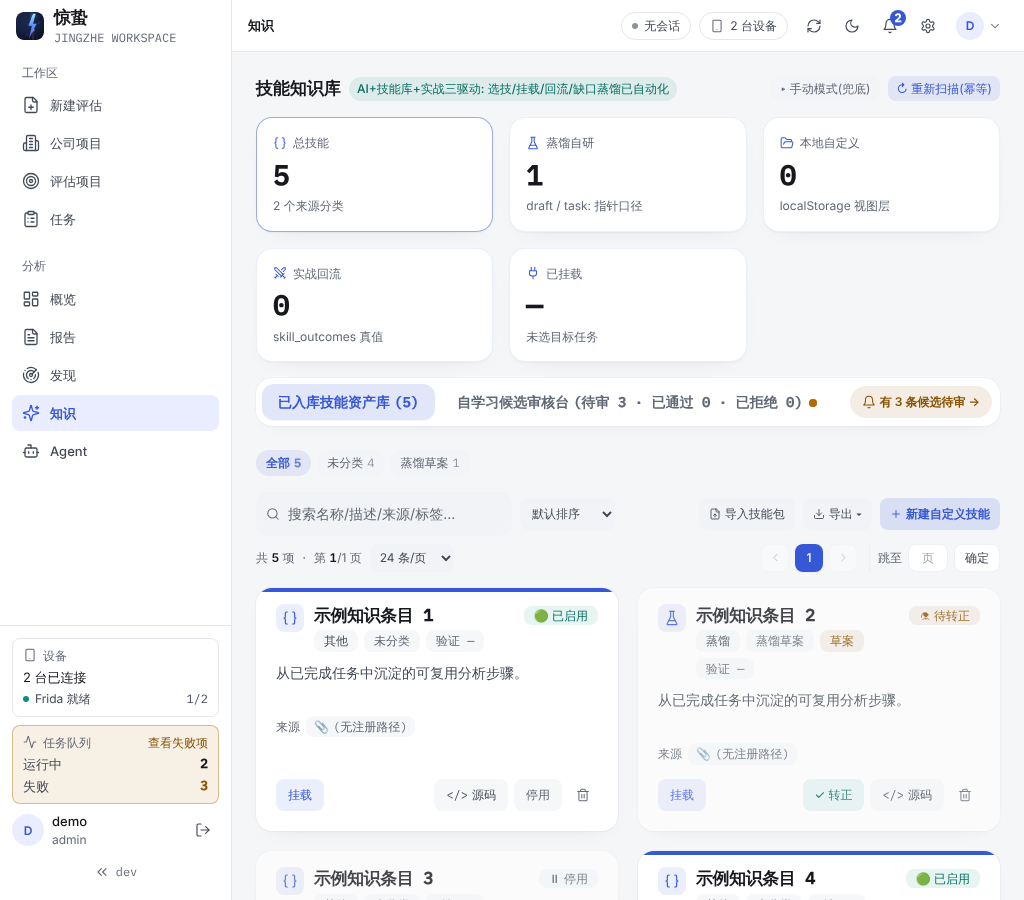 惊蛰
JINGZHE WORKSPACE
工作区
新建评估
公司项目
评估项目
任务
分析
概览
报告
发现
知识
Agent
设备
2 台已连接
Frida 就绪 1/2
任务队列 查看失败项
运行中 2
失败 3
D demo
admin
dev
知识 无会话 2 台设备 2 D
技能知识库 AI+技能库+实战三驱动: 选技/挂载/回流/缺口蒸馏已自动化 手动模式(兜底) 重新扫描(幂等)
总技能
5
2 个来源分类
蒸馏自研
1
draft / task: 指针口径
本地自定义
0
localStorage 视图层
实战回流
0
skill_outcomes 真值
已挂载
—
未选目标任务
已入库技能资产库 (5) 自学习候选审核台 (待审 3 · 已通过 0 · 已拒绝 0) 有 3 条候选待审 →
全部 5 未分类 4 蒸馏草案 1
搜索名称/描述/来源/标签... 默认排序 导入技能包 导出 + 新建自定义技能
共 5 项 · 第 1/1 页 24 条/页 1 跳至 页 确定
示例知识条目 1 已启用
其他 未分类 验证 —
从已完成任务中沉淀的可复用分析步骤。
来源 (无注册路径)
挂载 </> 源码 停用
示例知识条目 2 待转正
蒸馏 蒸馏草案 草案
验证 —
从已完成任务中沉淀的可复用分析步骤。
来源 (无注册路径)
挂载 ✓ 转正 </> 源码
示例知识条目 3 停用
示例知识条目 4 已启用